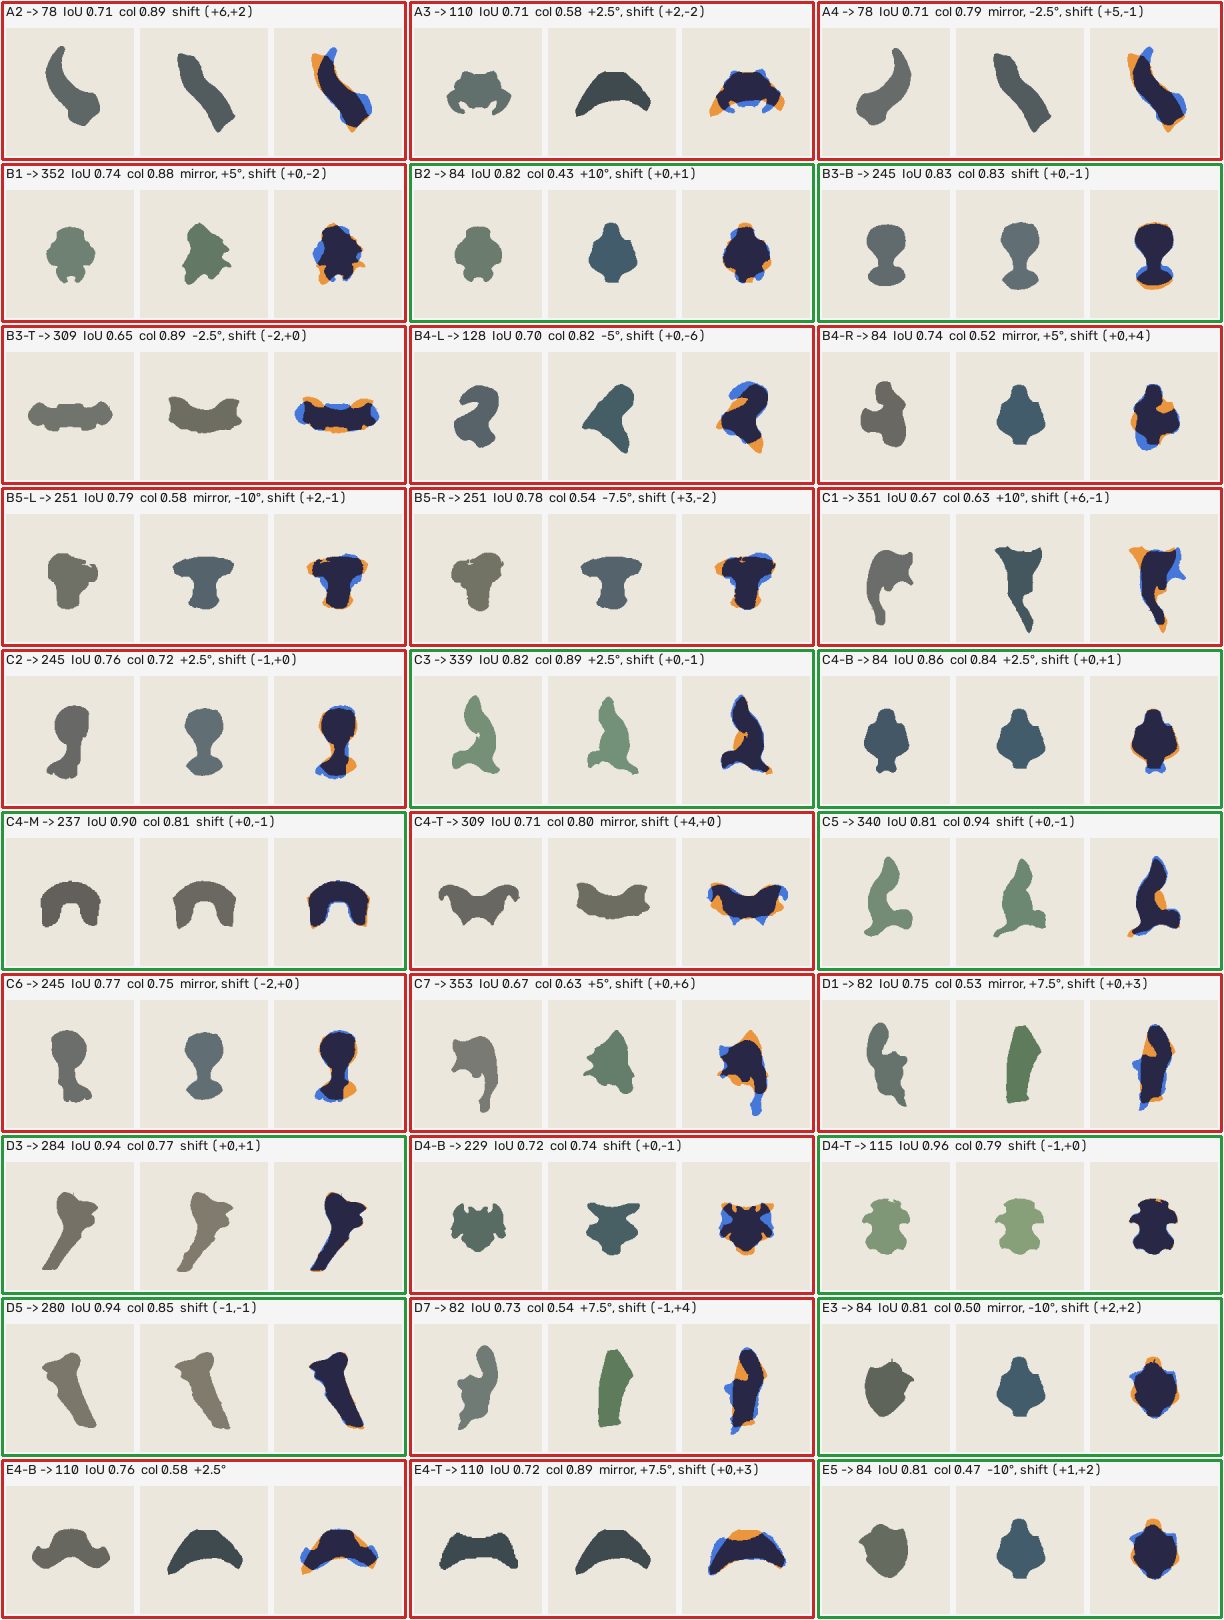 A2 -> 78 IoU 0.71 col 0.89 shift (+6,+2)
A3 -> 110 IoU 0.71 col 0.58 +2.5°, shift (+2,-2)
A4 -> 78 IoU 0.71 col 0.79 mirror, -2.5°, shift (+5,-1)
B1 -> 352 IoU 0.74 col 0.88 mirror, +5°, shift (+0,-2)
B2 -> 84 IoU 0.82 col 0.43 +10°, shift (+0,+1)
B3-B -> 245 IoU 0.83 col 0.83 shift (+0,-1)
B3-T -> 309 IoU 0.65 col 0.89 -2.5°, shift (-2,+0)
B4-L -> 128 IoU 0.70 col 0.82 -5°, shift (+0,-6)
B4-R -> 84 IoU 0.74 col 0.52 mirror, +5°, shift (+0,+4)
B5-L -> 251 IoU 0.79 col 0.58 mirror, -10°, shift (+2,-1)
B5-R -> 251 IoU 0.78 col 0.54 -7.5°, shift (+3,-2)
C1 -> 351 IoU 0.67 col 0.63 +10°, shift (+6,-1)
C2 -> 245 IoU 0.76 col 0.72 +2.5°, shift (-1,+0)
C3 -> 339 IoU 0.82 col 0.89 +2.5°, shift (+0,-1)
C4-B -> 84 IoU 0.86 col 0.84 +2.5°, shift (+0,+1)
C4-M -> 237 IoU 0.90 col 0.81 shift (+0,-1)
C4-T -> 309 IoU 0.71 col 0.80 mirror, shift (+4,+0)
C5 -> 340 IoU 0.81 col 0.94 shift (+0,-1)
C6 -> 245 IoU 0.77 col 0.75 mirror, shift (-2,+0)
C7 -> 353 IoU 0.67 col 0.63 +5°, shift (+0,+6)
D1 -> 82 IoU 0.75 col 0.53 mirror, +7.5°, shift (+0,+3)
D3 -> 284 IoU 0.94 col 0.77 shift (+0,+1)
D4-B -> 229 IoU 0.72 col 0.74 shift (+0,-1)
D4-T -> 115 IoU 0.96 col 0.79 shift (-1,+0)
D5 -> 280 IoU 0.94 col 0.85 shift (-1,-1)
D7 -> 82 IoU 0.73 col 0.54 +7.5°, shift (-1,+4)
E3 -> 84 IoU 0.81 col 0.50 mirror, -10°, shift (+2,+2)
E4-B -> 110 IoU 0.76 col 0.58 +2.5°
E4-T -> 110 IoU 0.72 col 0.89 mirror, +7.5°, shift (+0,+3)
E5 -> 84 IoU 0.81 col 0.47 -10°, shift (+1,+2)